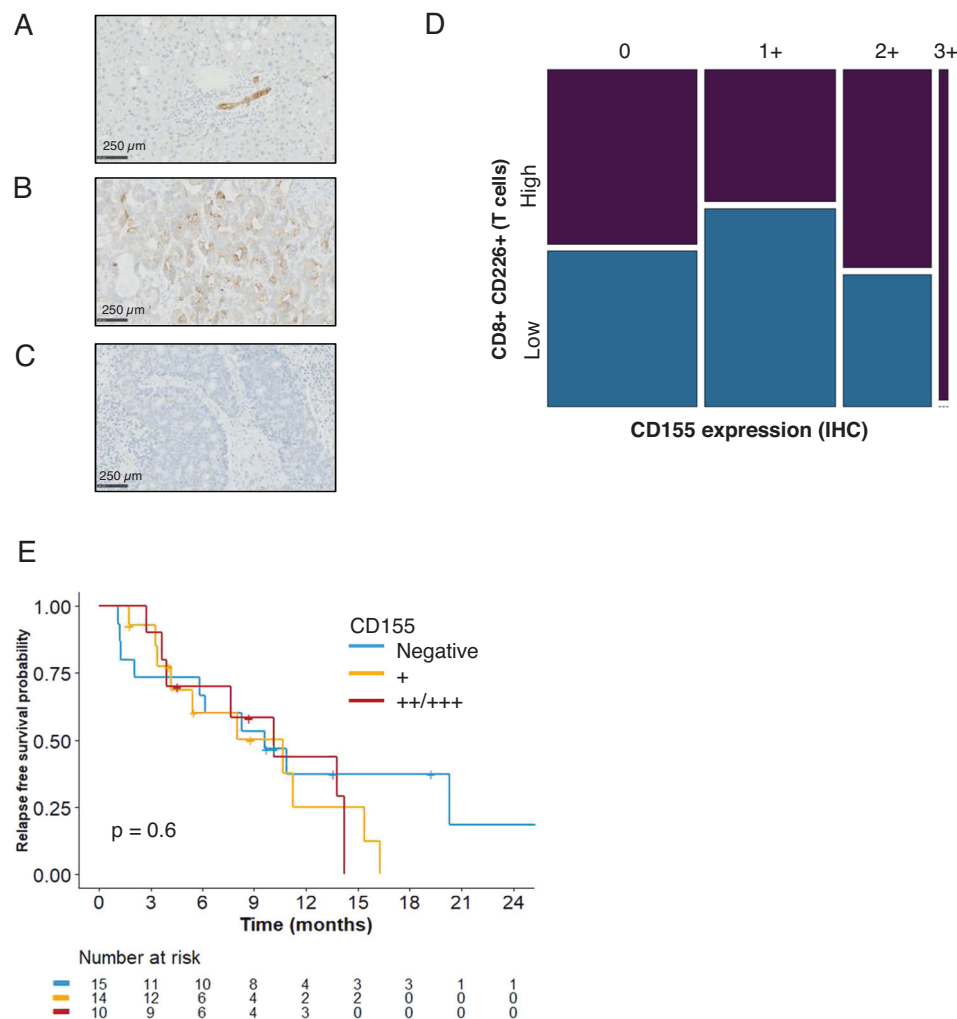 A
250 µm
B
250 µm
C
250 µm
D
0 1+ 2+ 3+
CD8+ CD226+ (T cells)
High
Low
CD155 expression (IHC)
E
Relapse free survival probability
1.00
0.75
0.50
0.25
0.00
CD155
Negative
+
++/+++
p = 0.6
0 3 6 9 12 15 18 21 24
Time (months)
Number at risk
15 11 10 8 4 3 3 1 1
14 12 6 4 2 2 0 0 0
10 9 6 4 3 0 0 0 0